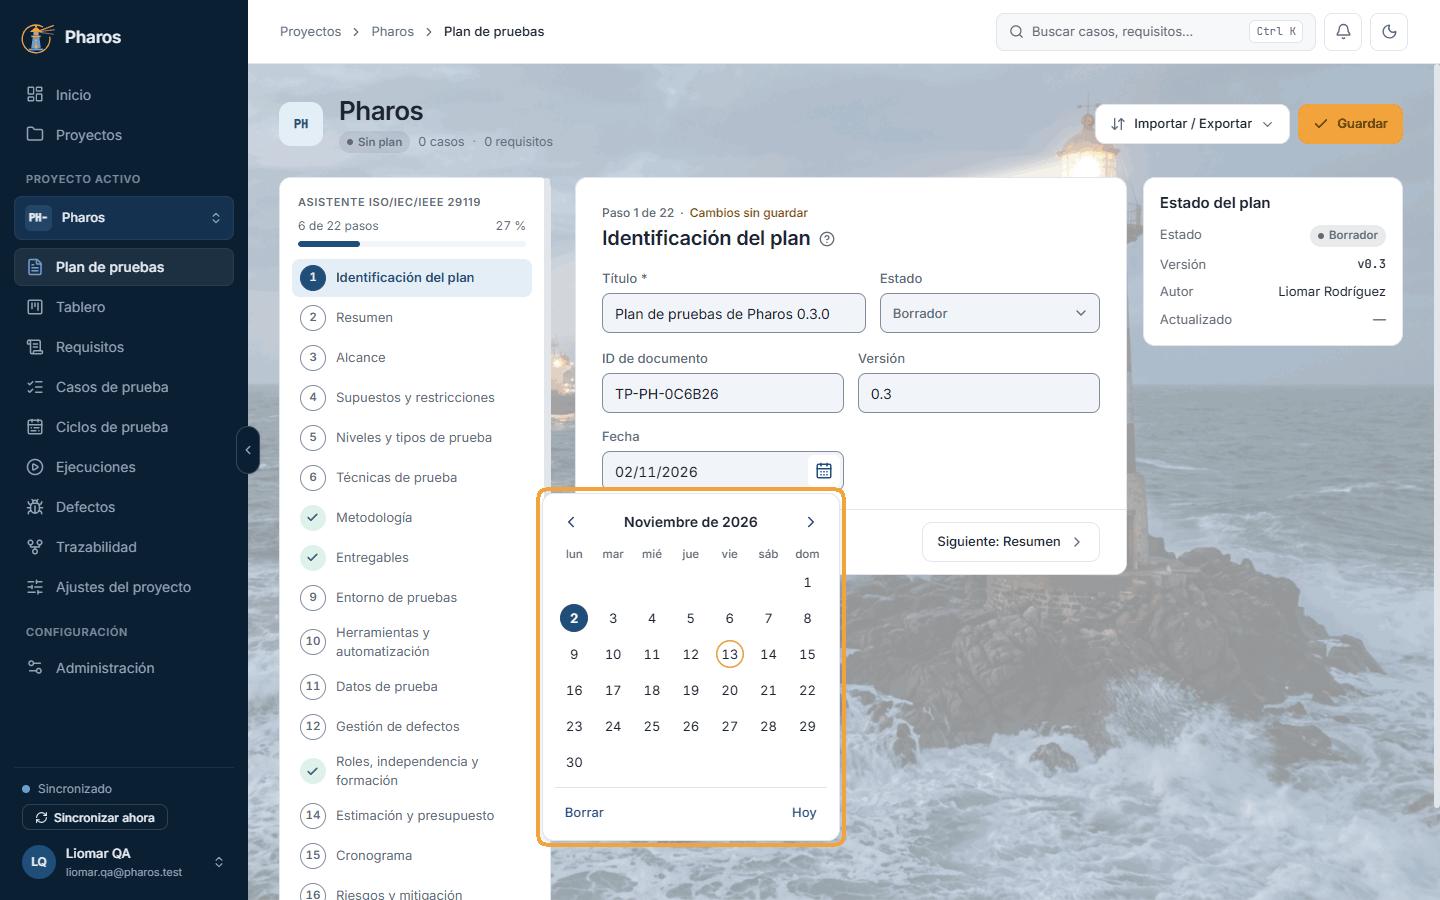 Pharos
Inicio
Proyectos
PROYECTO ACTIVO
PH- Pharos
Plan de pruebas
Tablero
Requisitos
Casos de prueba
Ciclos de prueba
Ejecuciones
Defectos
Trazabilidad
Ajustes del proyecto
CONFIGURACIÓN
Administración
Sincronizado
Sincronizar ahora
LQ
Liomar QA
liomar.qa@pharos.test
Proyectos > Pharos > Plan de pruebas
Buscar casos, requisitos... Ctrl K
PH
Pharos
Sin plan 0 casos · 0 requisitos
Importar / Exportar
Guardar
ASISTENTE ISO/IEC/IEEE 29119
6 de 22 pasos 27 %
1 Identificación del plan
2 Resumen
3 Alcance
4 Supuestos y restricciones
5 Niveles y tipos de prueba
6 Técnicas de prueba
Metodología
Entregables
9 Entorno de pruebas
10 Herramientas y
automatización
11 Datos de prueba
12 Gestión de defectos
Roles, independencia y
formación
14 Estimación y presupuesto
15 Cronograma
16 Riesgos y mitigación
Paso 1 de 22 · Cambios sin guardar
Identificación del plan
Título * Estado
Plan de pruebas de Pharos 0.3.0 Borrador
ID de documento Versión
TP-PH-0C6B26 0.3
Fecha
02/11/2026
Noviembre de 2026
lun mar mié jue vie sáb dom
1
2 3 4 5 6 7 8
9 10 11 12 13 14 15
16 17 18 19 20 21 22
23 24 25 26 27 28 29
30
Borrar Hoy
Siguiente: Resumen
Estado del plan
Estado Borrador
Versión v0.3
Autor Liomar Rodríguez
Actualizado —